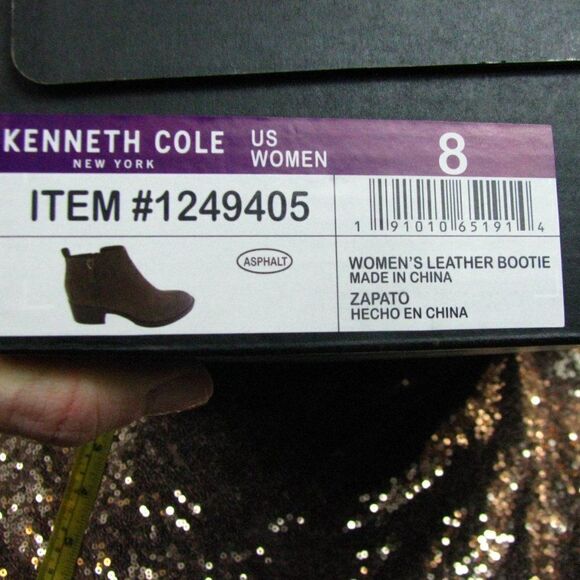 KENNETH COLE
NEW YORK
US
WOMEN
8
ITEM #1249405
1 91010 65191 4
ASPHALT
WOMEN'S LEATHER BOOTIE
MADE IN CHINA
ZAPATO
HECHO EN CHINA